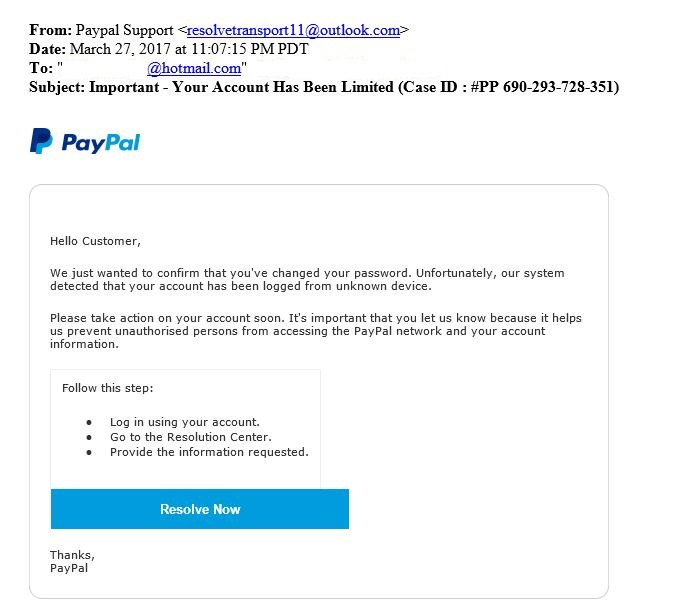 From: Paypal Support <resolvetransport11@outlook.com>
Date: March 27, 2017 at 11:07:15 PM PDT
To: " @hotmail.com"
Subject: Important - Your Account Has Been Limited (Case ID : #PP 690-293-728-351)
PayPal
Hello Customer,
We just wanted to confirm that you've changed your password. Unfortunately, our system
detected that your account has been logged from unknown device.
Please take action on your account soon. It's important that you let us know because it helps
us prevent unauthorised persons from accessing the PayPal network and your account
information.
Follow this step:
• Log in using your account.
• Go to the Resolution Center.
• Provide the information requested.
Resolve Now
Thanks,
PayPal